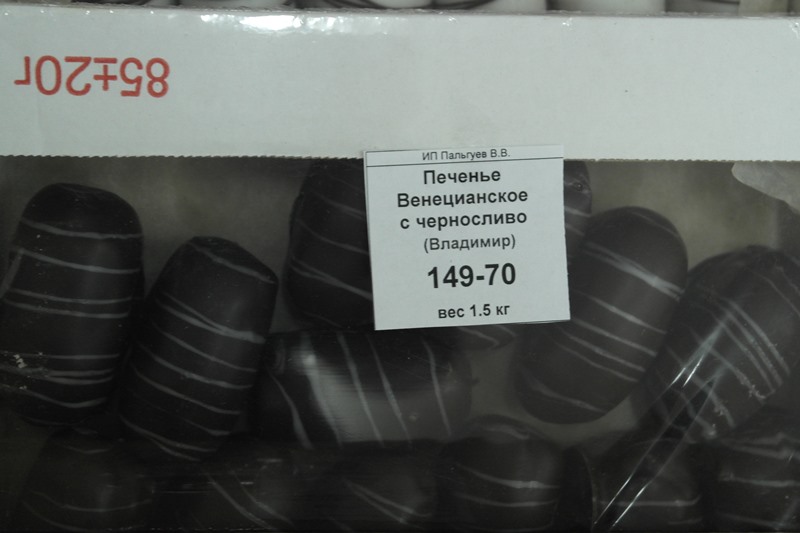 85±20г
ИП Пальгуев В.В.
Печенье
Венецианское
с черносливо
(Владимир)
149-70
вес 1.5 кг